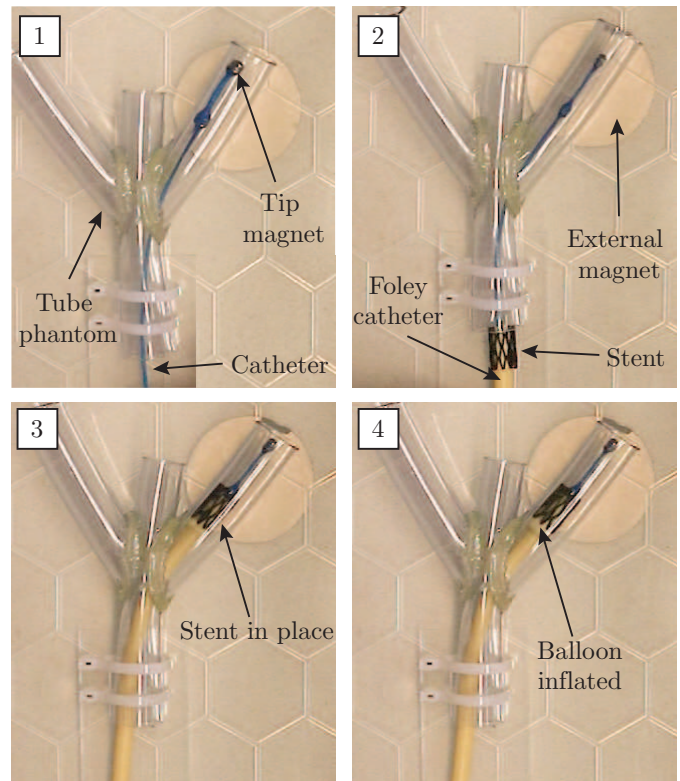 1
Tip
magnet
Tube
phantom
Catheter
2
External
magnet
Foley
catheter
Stent
3
Stent in place
4
Balloon
inflated